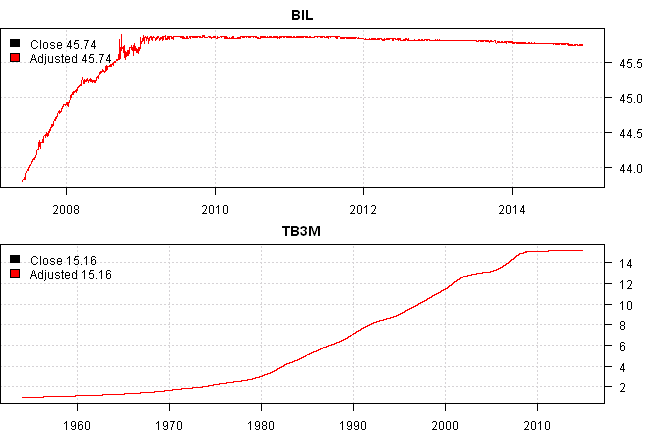 BIL
Close 45.74
Adjusted 45.74
45.5
45.0
44.5
44.0
2008 2010 2012 2014
TB3M
Close 15.16
Adjusted 15.16
14
12
10
8
6
4
2
1960 1970 1980 1990 2000 2010